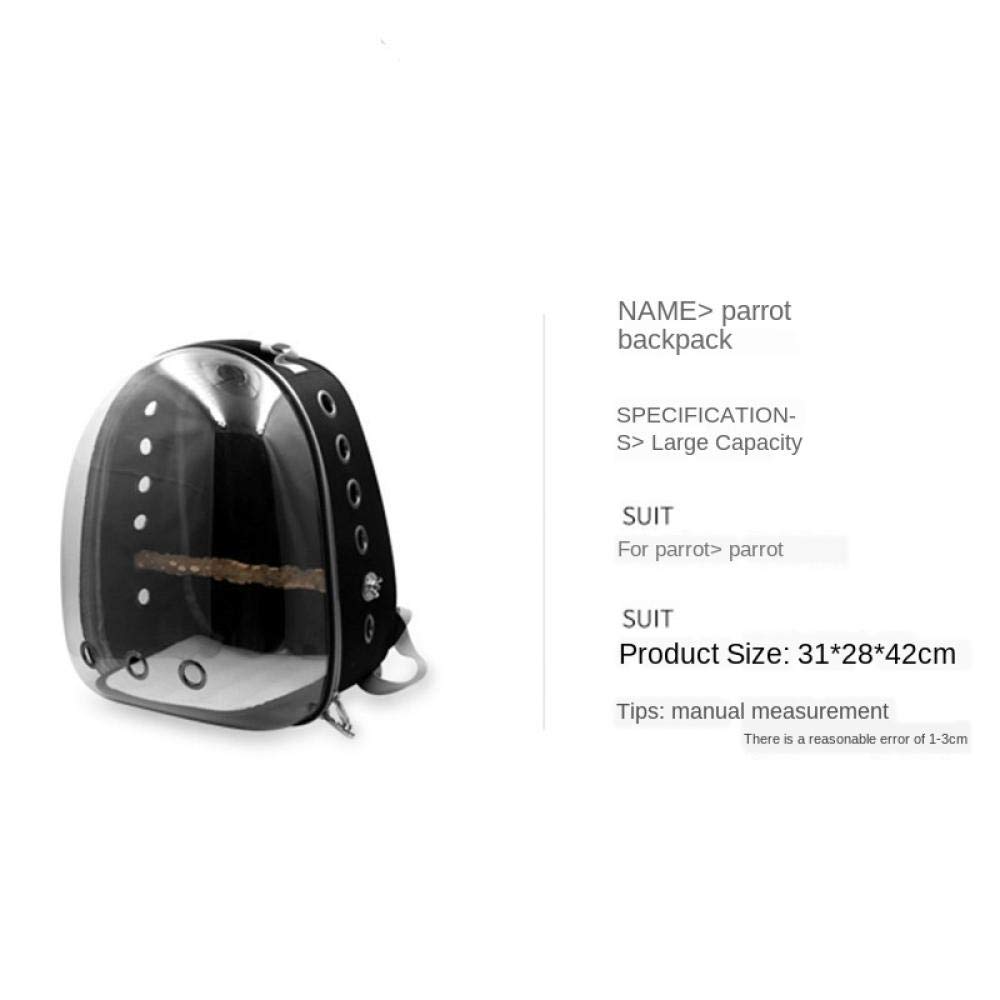 NAME> parrot
backpack
SPECIFICATION-
S> Large Capacity
SUIT
For parrot> parrot
SUIT
Product Size: 31*28*42cm
Tips: manual measurement
There is a reasonable error of 1-3cm